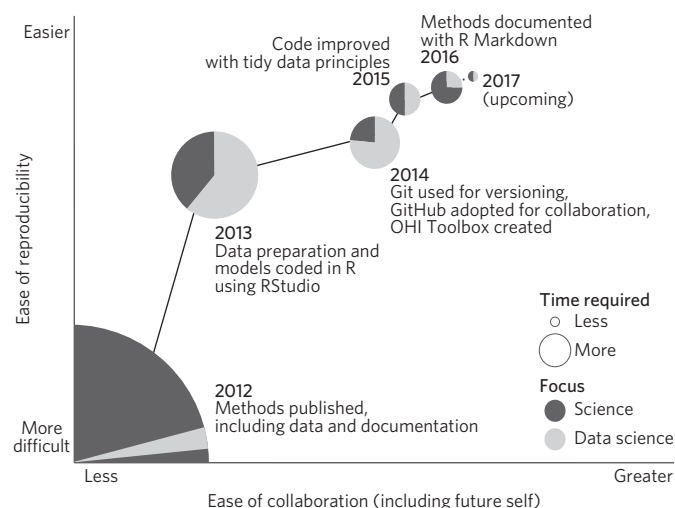 Easier
Ease of reproducibility
More
difficult
Code improved
with tidy data principles
2015
Methods documented
with R Markdown
2016
2017
(upcoming)
2014
Git used for versioning,
GitHub adopted for collaboration,
OHI Toolbox created
2013
Data preparation and
models coded in R
using RStudio
2012
Methods published,
including data and documentation
Time required
Less
More
Focus
Science
Data science
Less
Greater
Ease of collaboration (including future self)